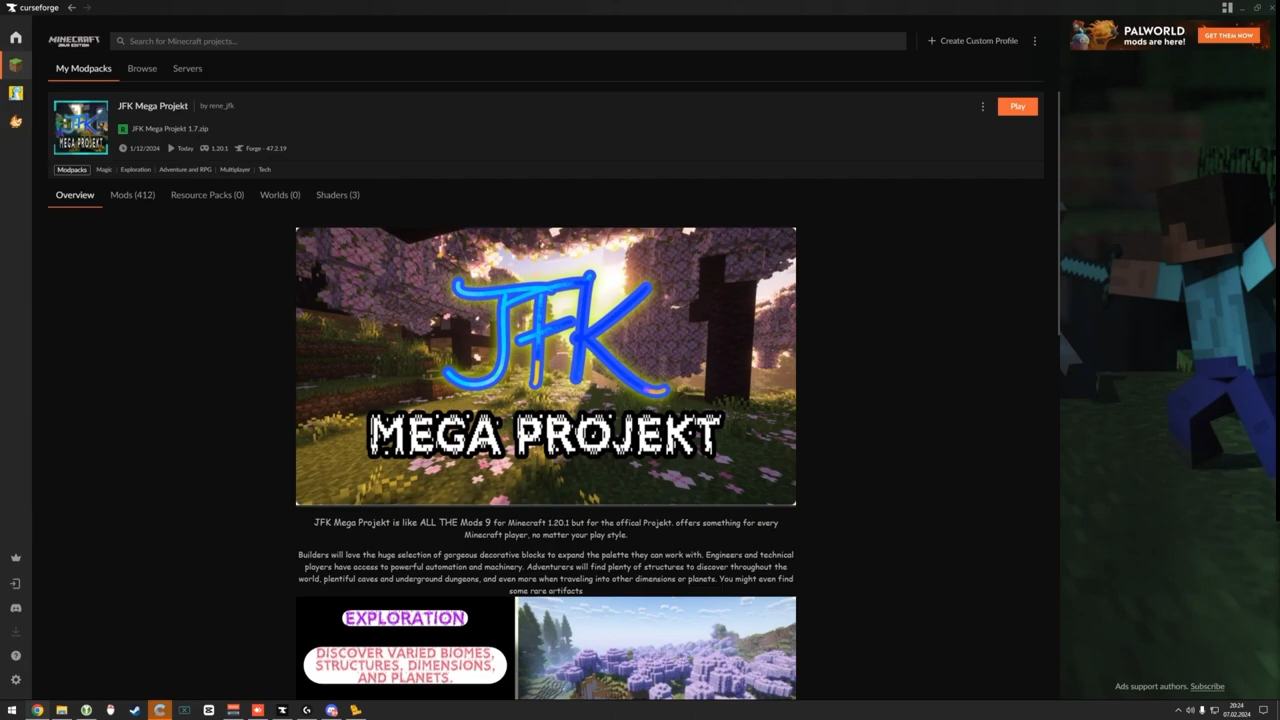 curseforge
MINECRAFT
JAVA EDITION
Search for Minecraft projects...
Create Custom Profile
PALWORLD
mods are here!
GET THEM NOW
My Modpacks
Browse
Servers
JFK Mega Projekt
by rene_jfk
Play
JFK Mega Projekt 1.7.zip
1/12/2024
Today
1.20.1
Forge - 47.2.19
Modpacks
Magic
Exploration
Adventure and RPG
Multiplayer
Tech
JFK
MEGA PROJEKT
Overview
Mods (412)
Resource Packs (0)
Worlds (0)
Shaders (3)
JFK
MEGA PROJEKT
JFK Mega Projekt is like ALL THE Mods 9 for Minecraft 1.20.1 but for the offical Projekt. offers something for every
Minecraft player, no matter your play style.
Builders will love the huge selection of gorgeous decorative blocks to expand the palette they can work with. Engineers and technical
players have access to powerful automation and machinery. Adventurers will find plenty of structures to discover throughout the
world, plentiful caves and underground dungeons, and even more when traveling into other dimensions or planets. You might even find
some rare artifacts
EXPLORATION
DISCOVER VARIED BIOMES,
STRUCTURES, DIMENSIONS,
AND PLANETS.
Ads support authors. Subscribe
20:24
07.02.2024